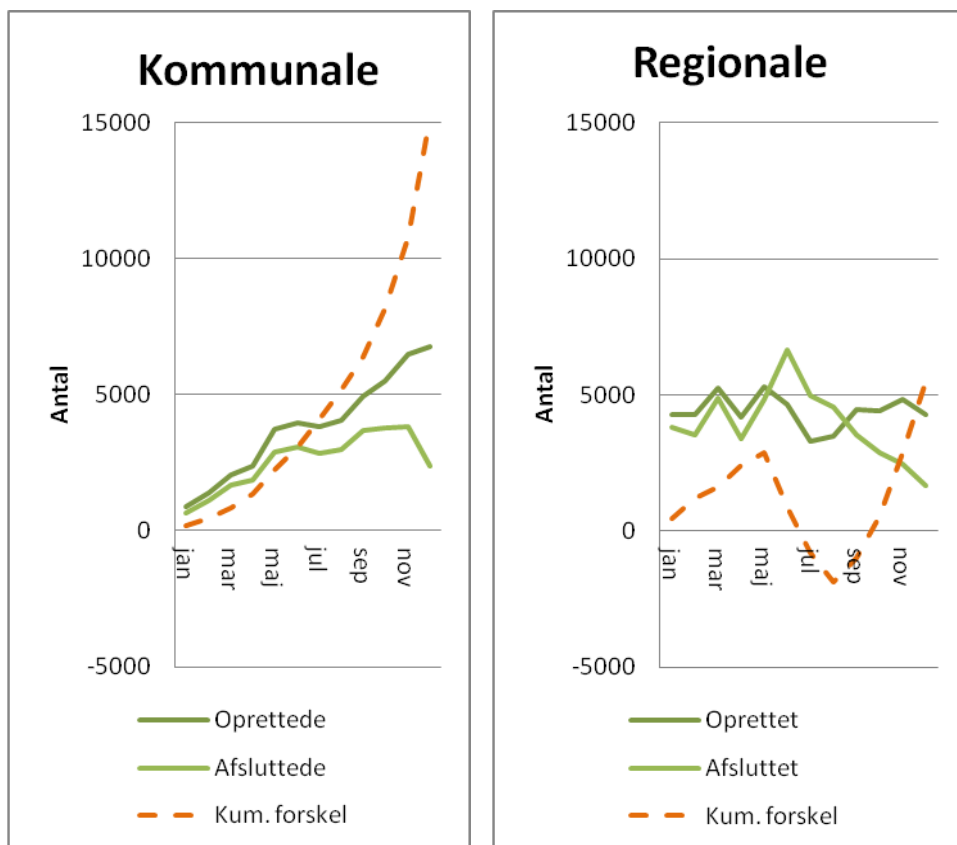 Kommunale
15000
10000
5000
0
-5000
Antal
jan
mar
maj
jul
sep
nov
Oprettede
Afsluttede
Kum. forskel
Regionale
15000
10000
5000
0
-5000
Antal
jan
mar
maj
jul
sep
nov
Oprettet
Afsluttet
Kum. forskel